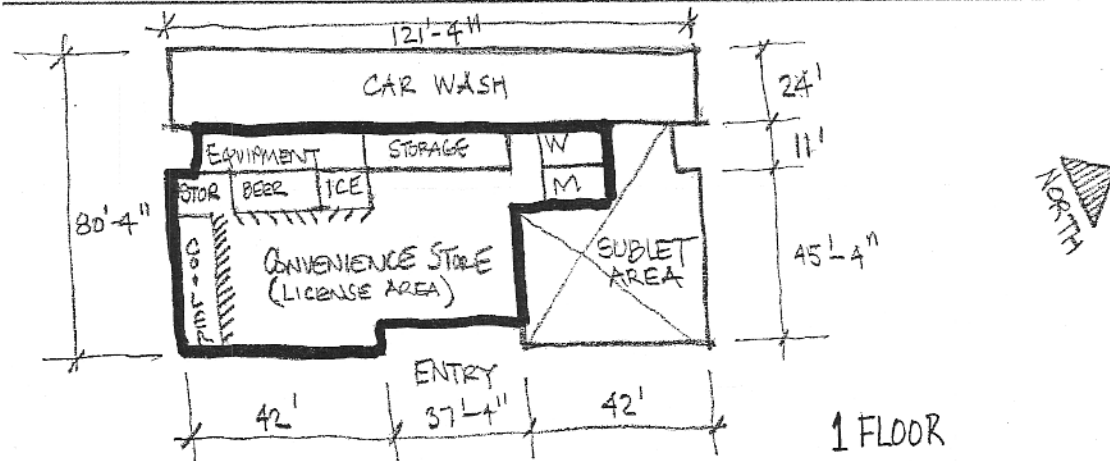 121'-4"
CAR WASH
24'
EQUIPMENT
STORAGE
W
11'
STOR
BEER
ICE
M
NORTH
80'-4"
COOLER
CONVENIENCE STORE
(LICENSE AREA)
SUBLET
AREA
45'-4"
ENTRY
42'
37'-4"
42'
1 FLOOR